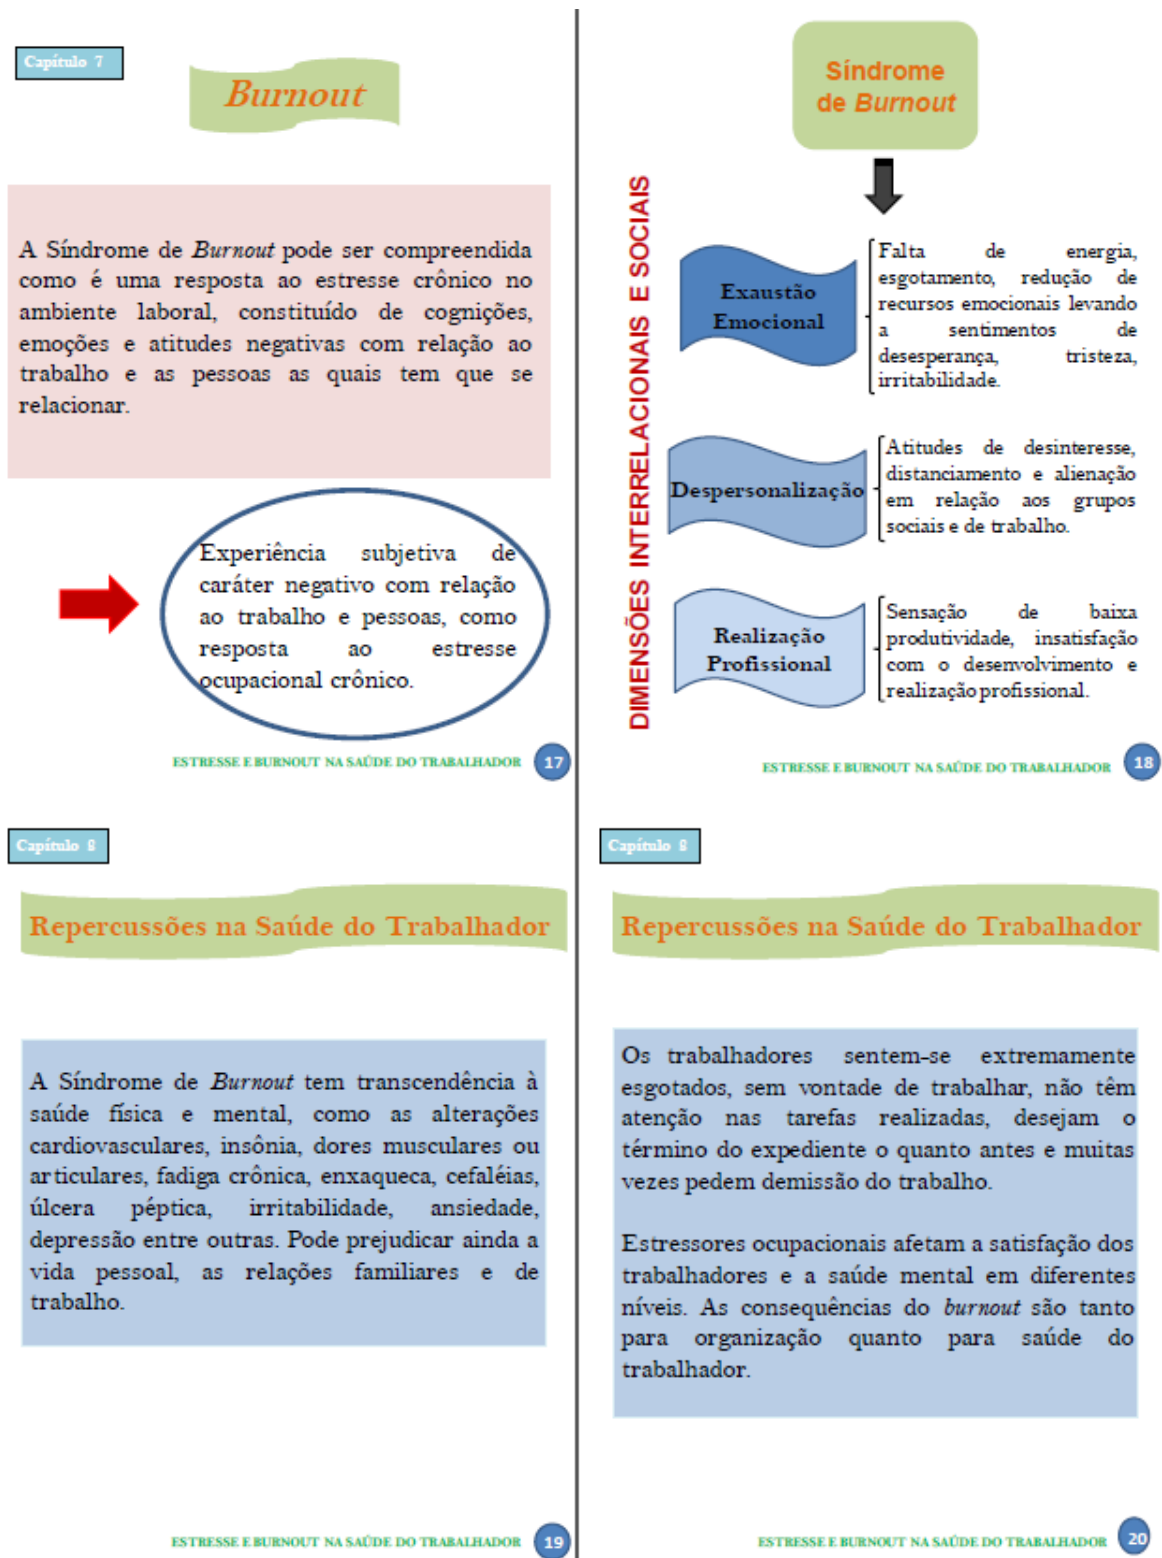 Capítulo 7
Burnout
A Síndrome de Burnout pode ser compreendida
como é uma resposta ao estresse crônico no
ambiente laboral, constituído de cognições,
emoções e atitudes negativas com relação ao
trabalho e as pessoas as quais tem que se
relacionar.
Experiência subjetiva de
caráter negativo com relação
ao trabalho e pessoas, como
resposta ao estresse
ocupacional crônico.
ESTRESSE E BURNOUT NA SAÚDE DO TRABALHADOR 17
Síndrome
de Burnout
DIMENSÕES INTERRELACIONAIS E SOCIAIS
Exaustão
Emocional
Falta de energia,
esgotamento, redução de
recursos emocionais levando
a sentimentos de
desesperança, tristeza,
irritabilidade.
Despersonalização
Atitudes de desinteresse,
distanciamento e alienação
em relação aos grupos
sociais e de trabalho.
Realização
Profissional
Sensação de baixa
produtividade, insatisfação
com o desenvolvimento e
realização profissional.
ESTRESSE E BURNOUT NA SAÚDE DO TRABALHADOR 18
Capítulo 8
Repercussões na Saúde do Trabalhador
A Síndrome de Burnout tem transcendência à
saúde física e mental, como as alterações
cardiovasculares, insônia, dores musculares ou
articulares, fadiga crônica, enxaqueca, cefaléias,
úlcera péptica, irritabilidade, ansiedade,
depressão entre outras. Pode prejudicar ainda a
vida pessoal, as relações familiares e de
trabalho.
ESTRESSE E BURNOUT NA SAÚDE DO TRABALHADOR 19
Capítulo 8
Repercussões na Saúde do Trabalhador
Os trabalhadores sentem-se extremamente
esgotados, sem vontade de trabalhar, não têm
atenção nas tarefas realizadas, desejam o
término do expediente o quanto antes e muitas
vezes pedem demissão do trabalho.
Estressores ocupacionais afetam a satisfação dos
trabalhadores e a saúde mental em diferentes
níveis. As consequências do burnout são tanto
para organização quanto para saúde do
trabalhador.
ESTRESSE E BURNOUT NA SAÚDE DO TRABALHADOR 20